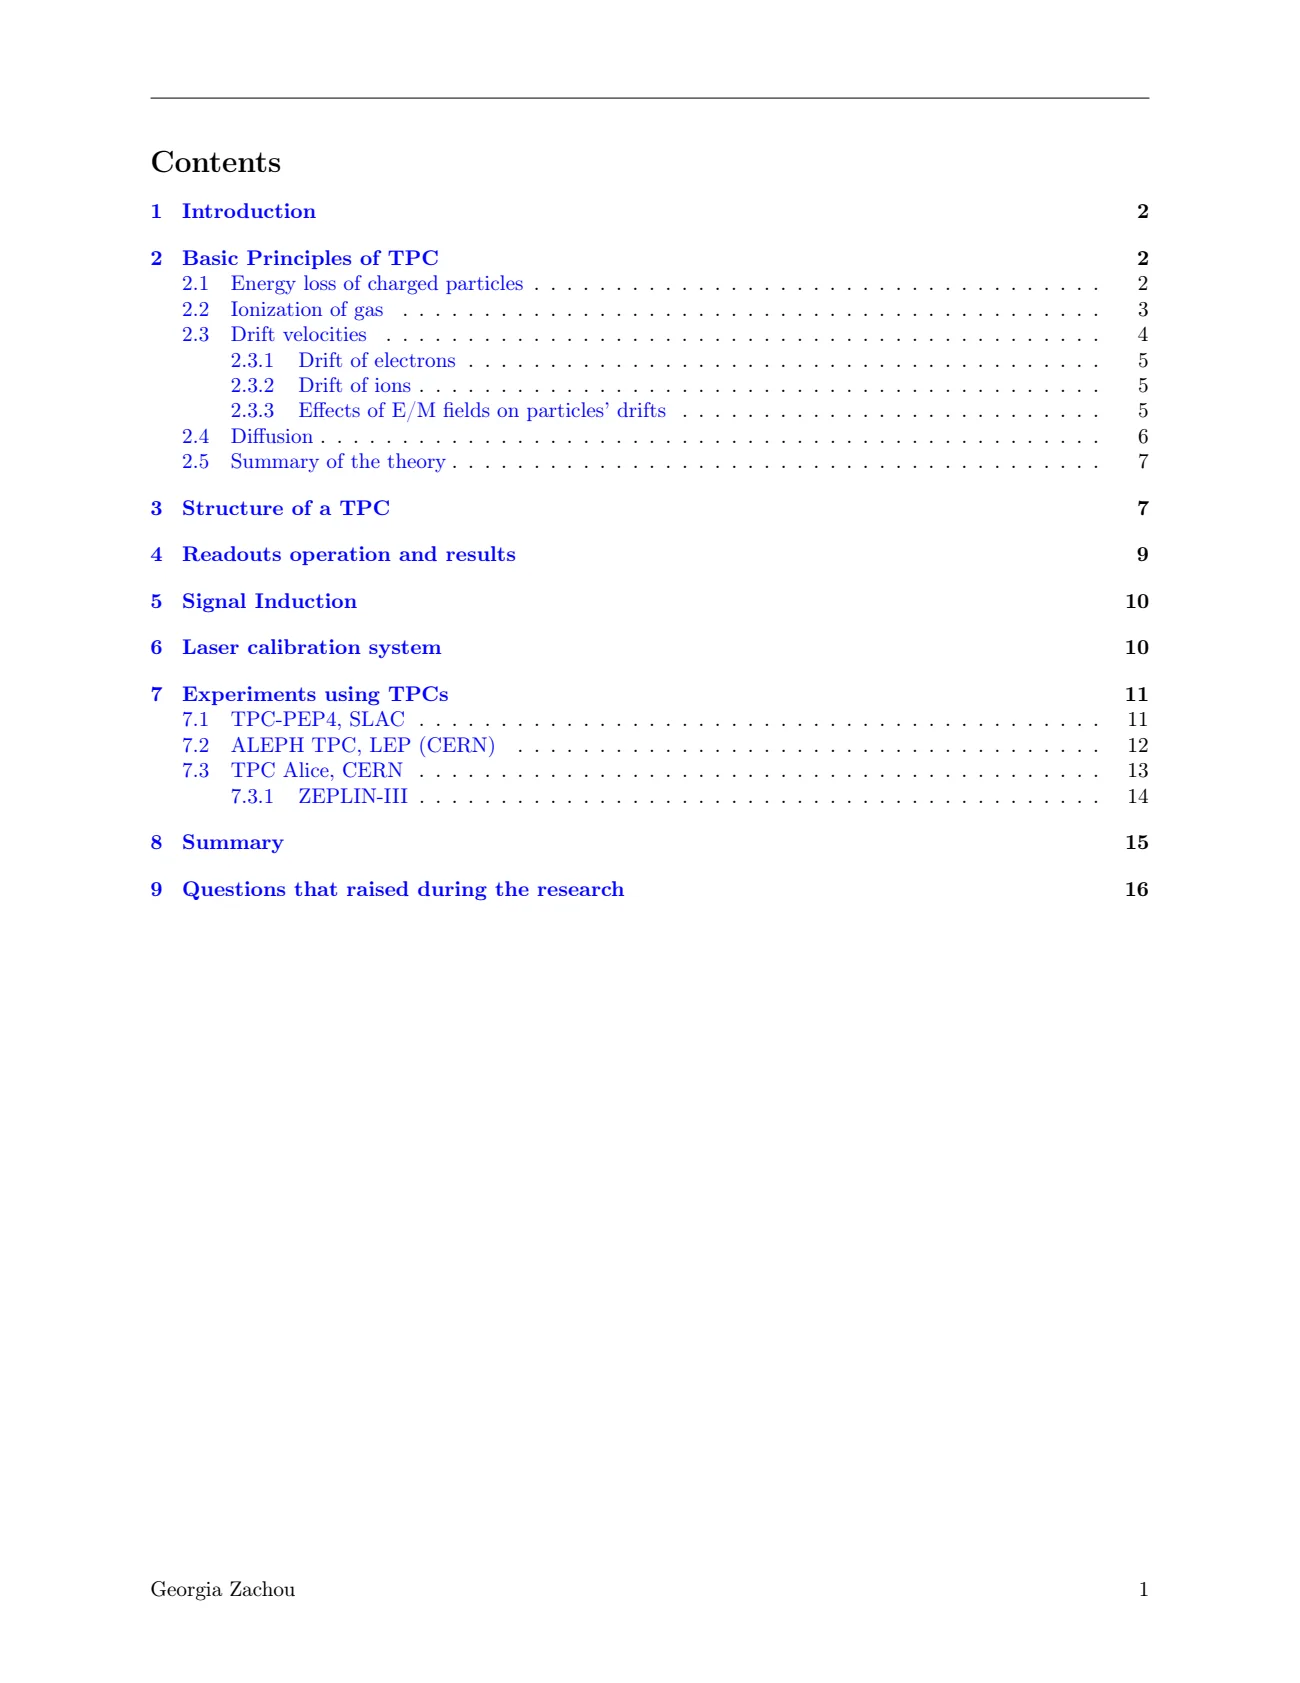 Contents
1 Introduction 2
2 Basic Principles of TPC 2
2.1 Energy loss of charged particles . . . . . . . . . . . . . . . . . . . . . . . . . . . . . . . . . . . 2
2.2 Ionization of gas . . . . . . . . . . . . . . . . . . . . . . . . . . . . . . . . . . . . . . . . . . . 3
2.3 Drift velocities . . . . . . . . . . . . . . . . . . . . . . . . . . . . . . . . . . . . . . . . . . . . 4
2.3.1 Drift of electrons . . . . . . . . . . . . . . . . . . . . . . . . . . . . . . . . . . . . . . . 5
2.3.2 Drift of ions . . . . . . . . . . . . . . . . . . . . . . . . . . . . . . . . . . . . . . . . . . 5
2.3.3 Effects of E/M fields on particles' drifts . . . . . . . . . . . . . . . . . . . . . . . . . . 5
2.4 Diffusion . . . . . . . . . . . . . . . . . . . . . . . . . . . . . . . . . . . . . . . . . . . . . . . . 6
2.5 Summary of the theory . . . . . . . . . . . . . . . . . . . . . . . . . . . . . . . . . . . . . . . . 7
3 Structure of a TPC 7
4 Readouts operation and results 9
5 Signal Induction 10
6 Laser calibration system 10
7 Experiments using TPCs 11
7.1 TPC-PEP4, SLAC . . . . . . . . . . . . . . . . . . . . . . . . . . . . . . . . . . . . . . . . . . 11
7.2 ALEPH TPC, LEP (CERN) . . . . . . . . . . . . . . . . . . . . . . . . . . . . . . . . . . . . 12
7.3 TPC Alice, CERN . . . . . . . . . . . . . . . . . . . . . . . . . . . . . . . . . . . . . . . . . . 13
7.3.1 ZEPLIN-III . . . . . . . . . . . . . . . . . . . . . . . . . . . . . . . . . . . . . . . . . . 14
8 Summary 15
9 Questions that raised during the research 16
Georgia Zachou 1